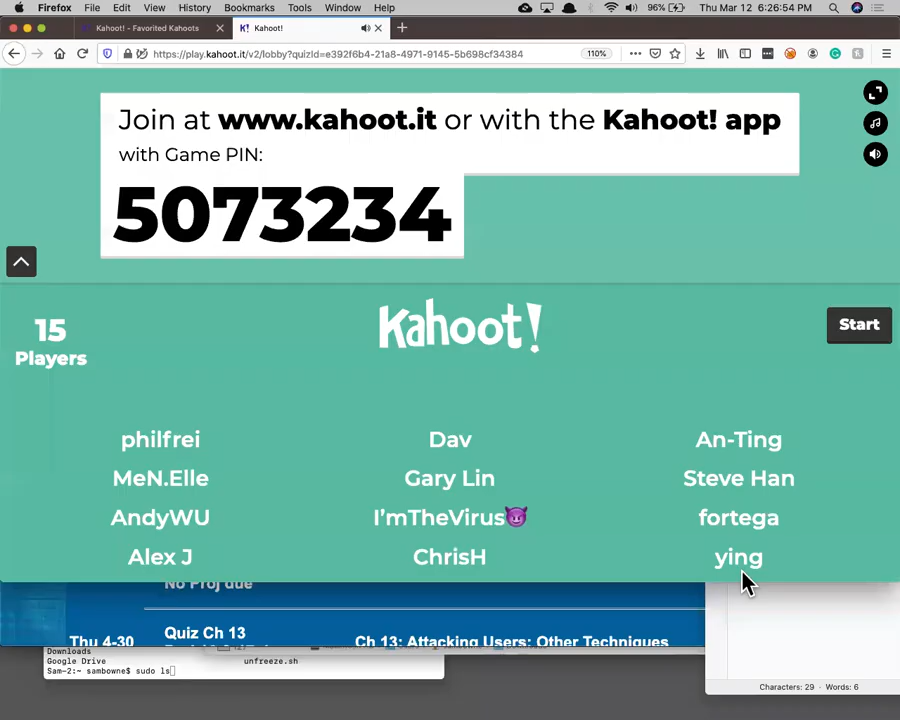 Firefox File Edit View History Bookmarks Tools Window Help 96% Thu Mar 12 6:26:54 PM
Kahoot! - Favorited Kahoots
K! Kahoot!
https://play.kahoot.it/v2/lobby?quizId=e392f6b4-21a8-4971-9145-5b698cf34384 110%
Join at www.kahoot.it or with the Kahoot! app
with Game PIN:
5073234
15
Players
Kahoot!
Start
philfrei Dav An-Ting
MeN.Elle Gary Lin Steve Han
AndyWU I'mTheVirus😈 fortega
Alex J ChrisH ying
No Proj due
Thu 4-30 Quiz Ch 13 Ch 13: Attacking Users: Other Techniques
Downloads
Google Drive unfreeze.sh
Sam-2:~ sambowne$ sudo ls
Characters: 29 · Words: 6